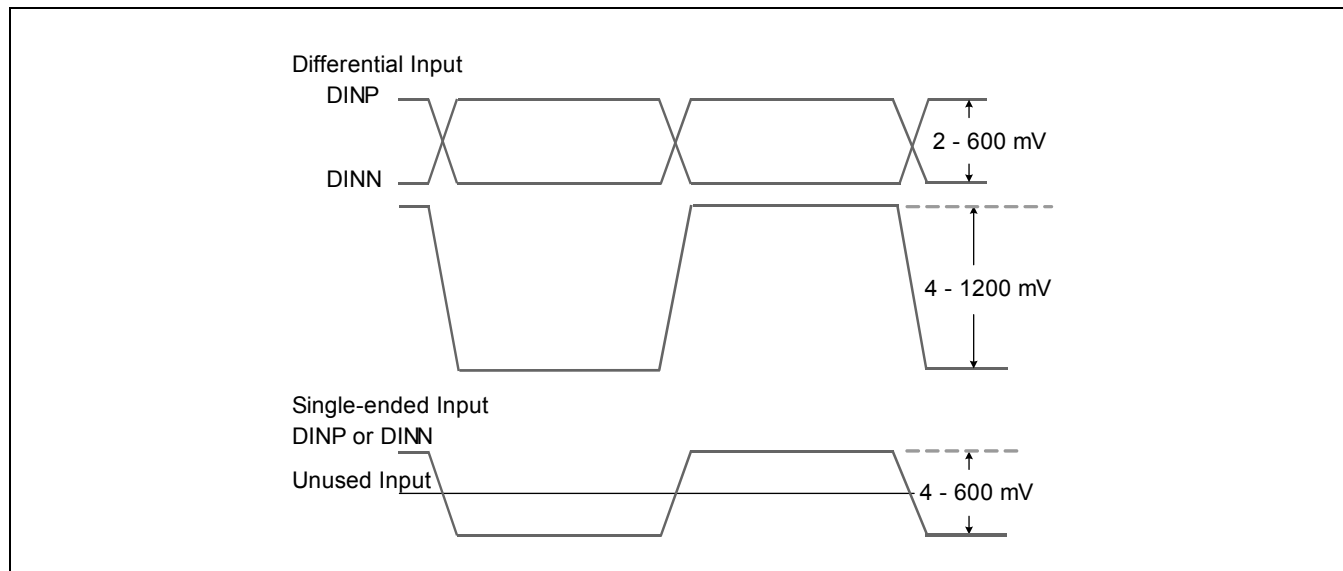 Differential Input
DINP
2 - 600 mV
DINN
4 - 1200 mV
Single-ended Input
DINP or DINN
Unused Input
4 - 600 mV